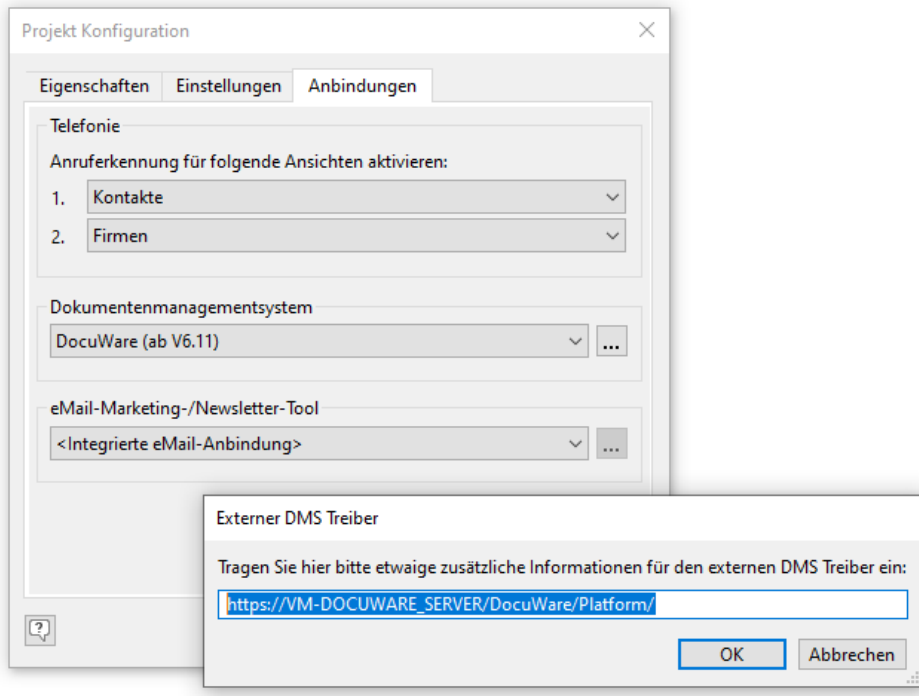 Projekt Konfiguration
Eigenschaften Einstellungen Anbindungen
Telefonie
Anruferkennung für folgende Ansichten aktivieren:
1. Kontakte
2. Firmen
Dokumentenmanagementsystem
DocuWare (ab V6.11) ...
eMail-Marketing-/Newsletter-Tool
<Integrierte eMail-Anbindung> ...
Externer DMS Treiber
Tragen Sie hier bitte etwaige zusätzliche Informationen für den externen DMS Treiber ein:
https://VM-DOCUWARE_SERVER/DocuWare/Platform/
OK Abbrechen